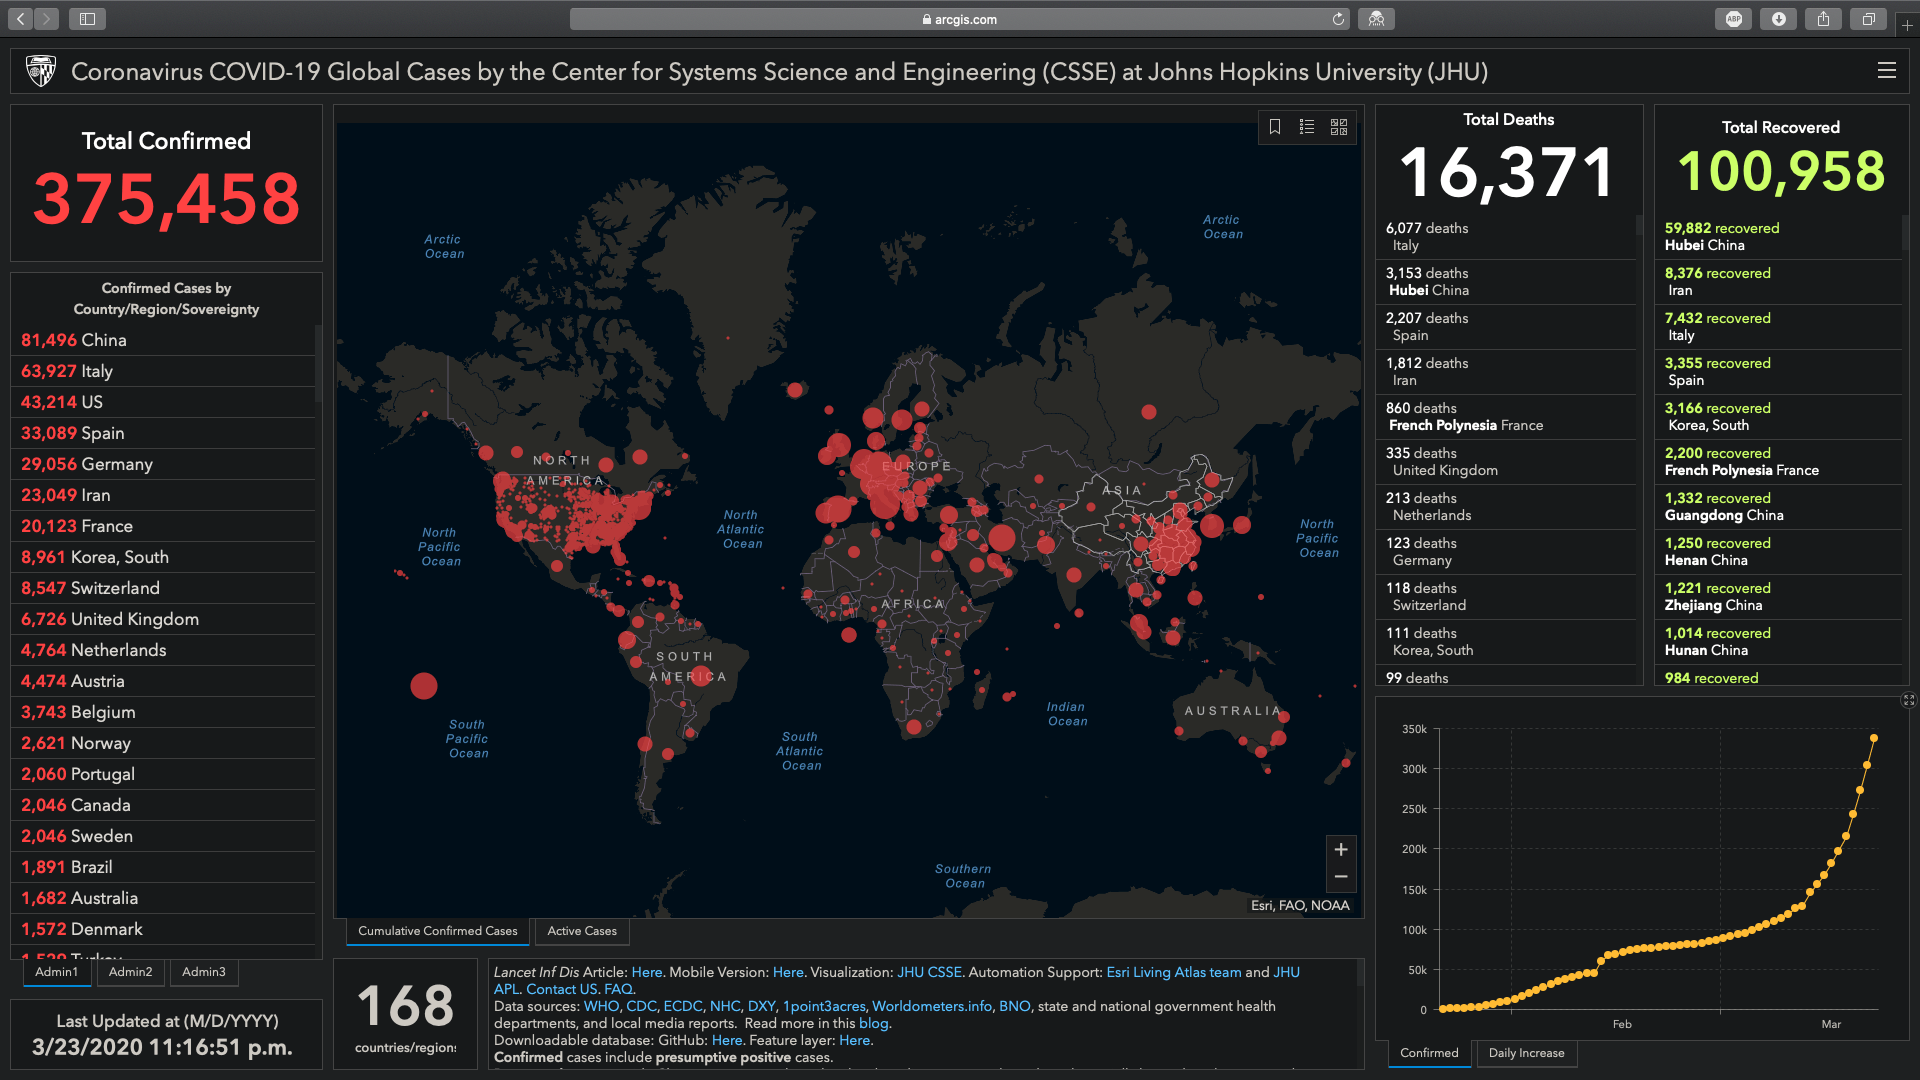 arcgis.com
ABP
Coronavirus COVID-19 Global Cases by the Center for Systems Science and Engineering (CSSE) at Johns Hopkins University (JHU)
Total Confirmed
375,458
Confirmed Cases by
Country/Region/Sovereignty
81,496 China
63,927 Italy
43,214 US
33,089 Spain
29,056 Germany
23,049 Iran
20,123 France
8,961 Korea, South
8,547 Switzerland
6,726 United Kingdom
4,764 Netherlands
4,474 Austria
3,743 Belgium
2,621 Norway
2,060 Portugal
2,046 Canada
2,046 Sweden
1,891 Brazil
1,682 Australia
1,572 Denmark
Admin1
Admin2
Admin3
Last Updated at (M/D/YYYY)
3/23/2020 11:16:51 p.m.
Arctic
Ocean
Arctic
Ocean
NORTH
AMERICA
EUROPE
ASIA
North
Pacific
Ocean
North
Atlantic
Ocean
North
Pacific
Ocean
AFRICA
SOUTH
AMERICA
AUSTRALIA
South
Pacific
Ocean
South
Atlantic
Ocean
Indian
Ocean
Southern
Ocean
+
−
Esri, FAO, NOAA
Cumulative Confirmed Cases
Active Cases
168
countries/regions
Lancet Inf Dis Article: Here. Mobile Version: Here. Visualization: JHU CSSE. Automation Support: Esri Living Atlas team and JHU
APL. Contact US. FAQ.
Data sources: WHO, CDC, ECDC, NHC, DXY, 1point3acres, Worldometers.info, BNO, state and national government health
departments, and local media reports. Read more in this blog.
Downloadable database: GitHub: Here. Feature layer: Here.
Confirmed cases include presumptive positive cases.
Total Deaths
16,371
6,077 deaths
Italy
3,153 deaths
Hubei China
2,207 deaths
Spain
1,812 deaths
Iran
860 deaths
French Polynesia France
335 deaths
United Kingdom
213 deaths
Netherlands
123 deaths
Germany
118 deaths
Switzerland
111 deaths
Korea, South
99 deaths
Total Recovered
100,958
59,882 recovered
Hubei China
8,376 recovered
Iran
7,432 recovered
Italy
3,355 recovered
Spain
3,166 recovered
Korea, South
2,200 recovered
French Polynesia France
1,332 recovered
Guangdong China
1,250 recovered
Henan China
1,221 recovered
Zhejiang China
1,014 recovered
Hunan China
984 recovered
350k
300k
250k
200k
150k
100k
50k
0
Feb
Mar
Confirmed
Daily Increase